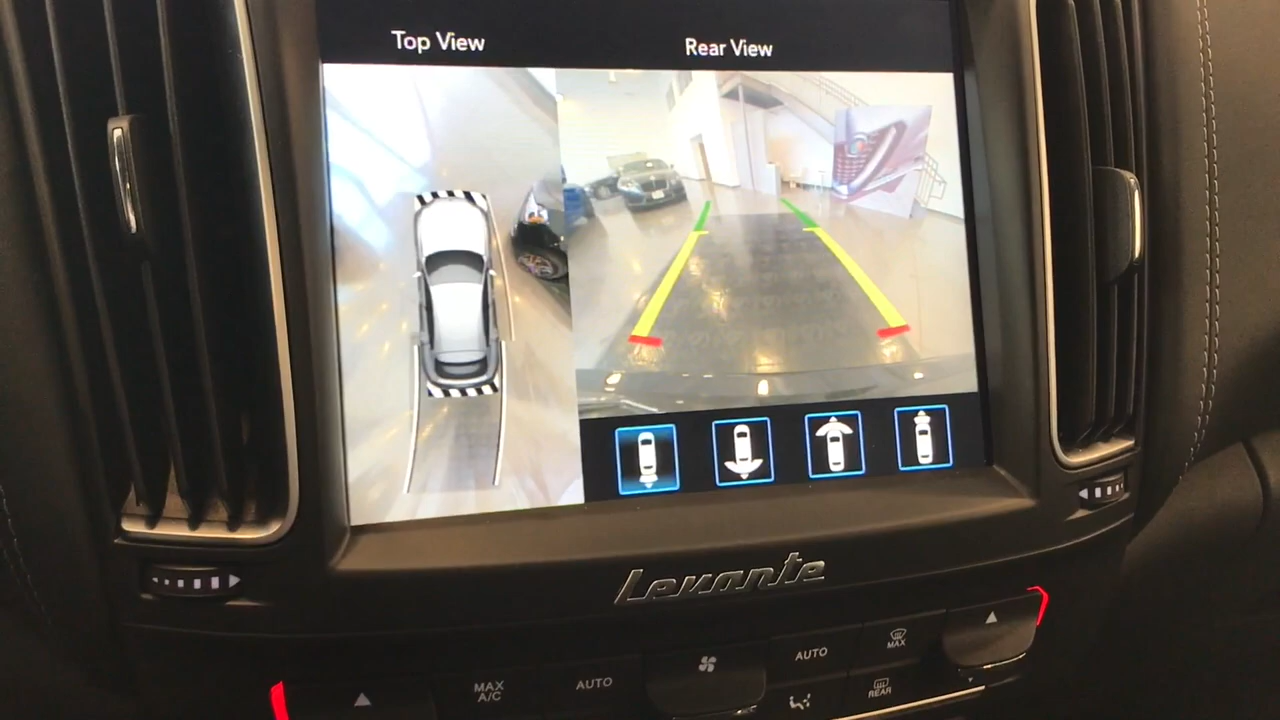 Top View
Rear View
Levante
MAX
A/C
AUTO
AUTO
MAX
REAR